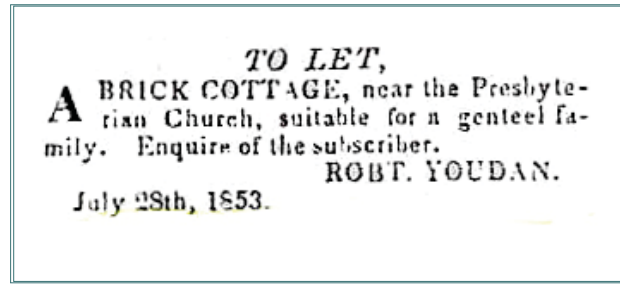 TO LET,
A BRICK COTTAGE, near the Presbyte-
rian Church, suitable for a genteel fa-
mily. Enquire of the subscriber.
ROBT. YOUDAN.
July 28th, 1853.